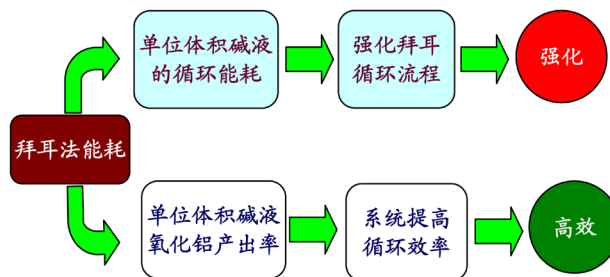 单位体积碱液
的循环能耗
强化拜耳
循环流程
强化
拜耳法能耗
单位体积碱液
氧化铝产出率
系统提高
循环效率
高效